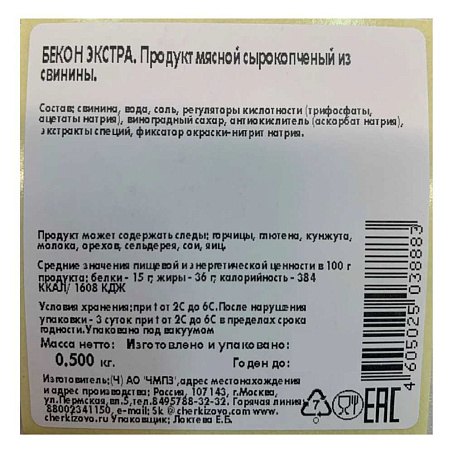 БЕКОН ЭКСТРА. Продукт мясной сырокопченый из
свинины.
Состав: свинина, вода, соль, регуляторы кислотности (трифосфаты,
ацетаты натрия), виноградный сахар, антиокислитель (аскорбат натрия),
экстракты специй, фиксатор окраски-нитрит натрия.
Продукт может содержать следы: горчицы, глютена, кунжута,
молока, орехов, сельдерея, сои, яиц.
Средние значения пищевой и энергетической ценности в 100 г
продукта: белки - 15 г; жиры - 36 г; калорийность - 384
ККАЛ/ 1608 КДЖ
Условия хранения: при t от 2С до 6С. После нарушения
упаковки - 3 суток при t от 2С до 6С в пределах срока
годности. Упаковано под вакуумом
Масса нетто: Изготовлено и упаковано:
0,500 кг. Годен до:
Изготовитель: (Ч) АО "ЧМПЗ", адрес местонахождения
и адрес производства: Россия, 107143, г.Москва,
ул.Пермская, вл.5, тел.8495788-32-32. Горячая линия:
88002341150, e-mail: sk @ cherkizovo.com www.
cherkizovo.ru Упаковщик: Лактева Е.Б.
4605025038883
7
EAC